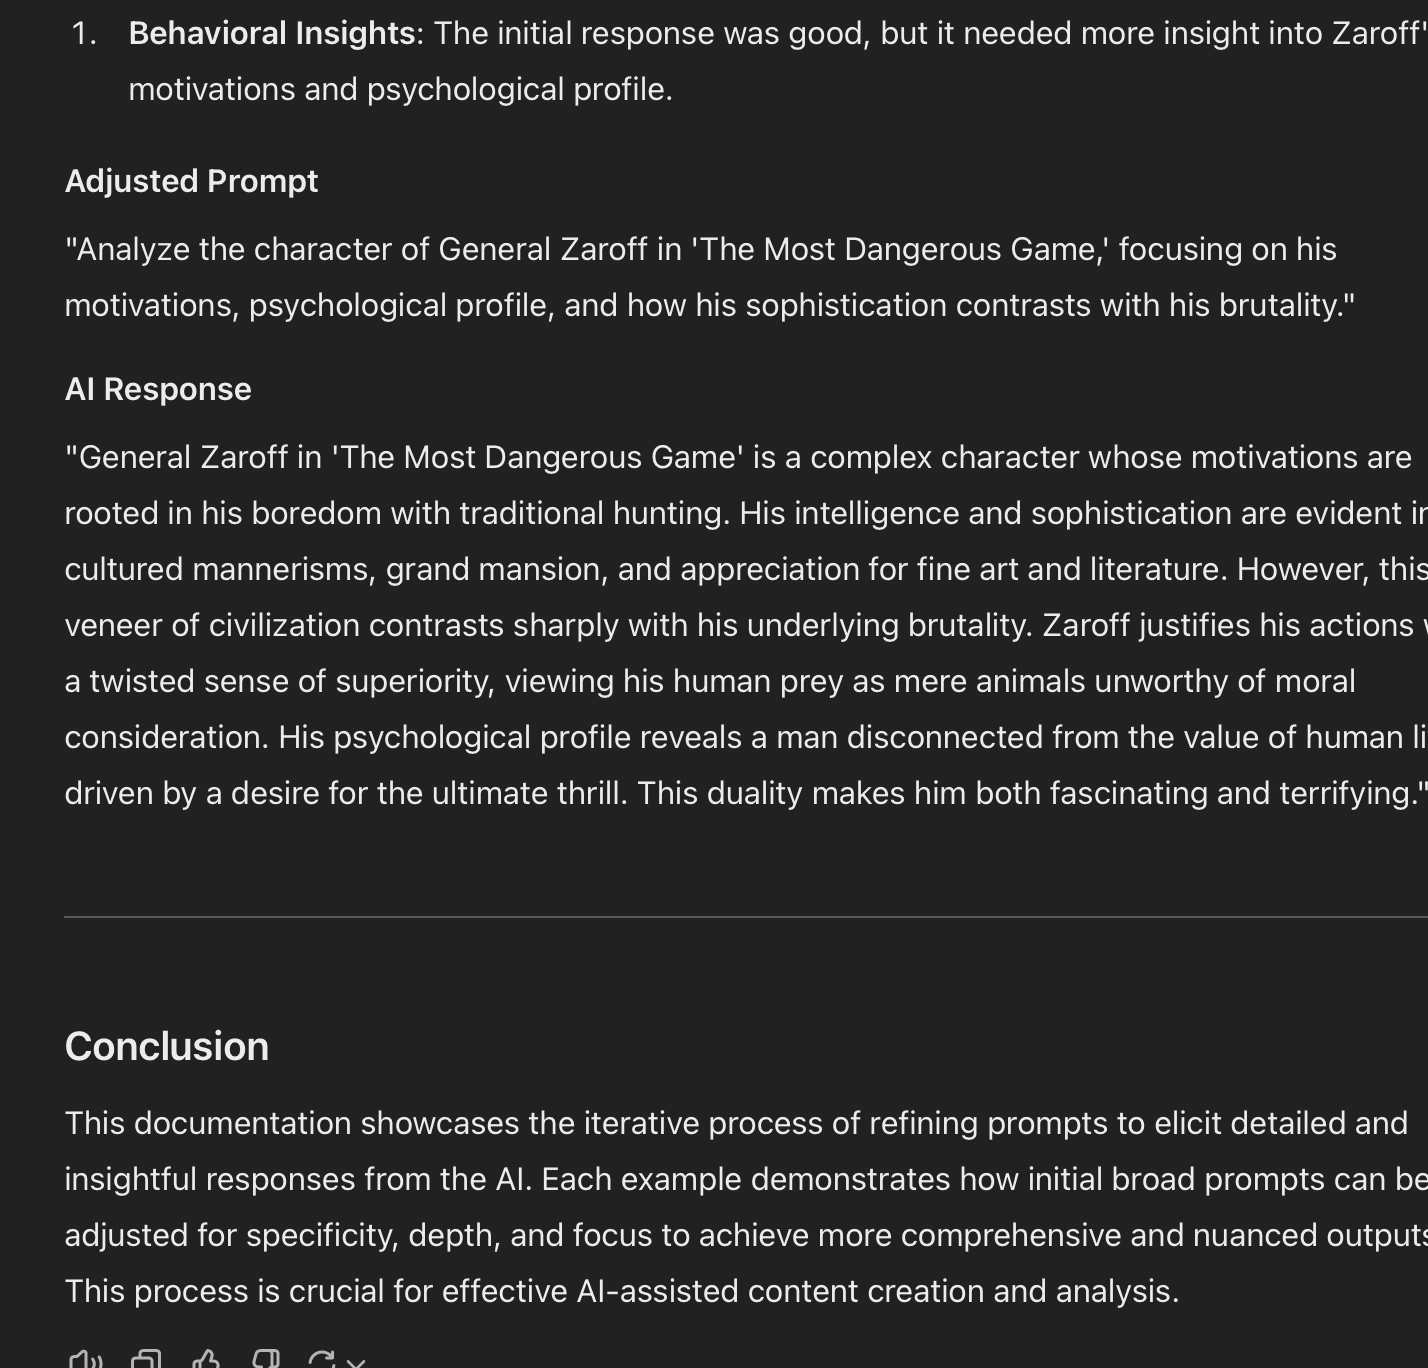 1. Behavioral Insights: The initial response was good, but it needed more insight into Zaroff'
motivations and psychological profile.
Adjusted Prompt
"Analyze the character of General Zaroff in 'The Most Dangerous Game,' focusing on his
motivations, psychological profile, and how his sophistication contrasts with his brutality."
AI Response
"General Zaroff in 'The Most Dangerous Game' is a complex character whose motivations are
rooted in his boredom with traditional hunting. His intelligence and sophistication are evident
cultured mannerisms, grand mansion, and appreciation for fine art and literature. However, this
veneer of civilization contrasts sharply with his underlying brutality. Zaroff justifies his actions
a twisted sense of superiority, viewing his human prey as mere animals unworthy of moral
consideration. His psychological profile reveals a man disconnected from the value of human
driven by a desire for the ultimate thrill. This duality makes him both fascinating and terrifying."
Conclusion
This documentation showcases the iterative process of refining prompts to elicit detailed and
insightful responses from the AI. Each example demonstrates how initial broad prompts can be
adjusted for specificity, depth, and focus to achieve more comprehensive and nuanced outputs
This process is crucial for effective AI-assisted content creation and analysis.